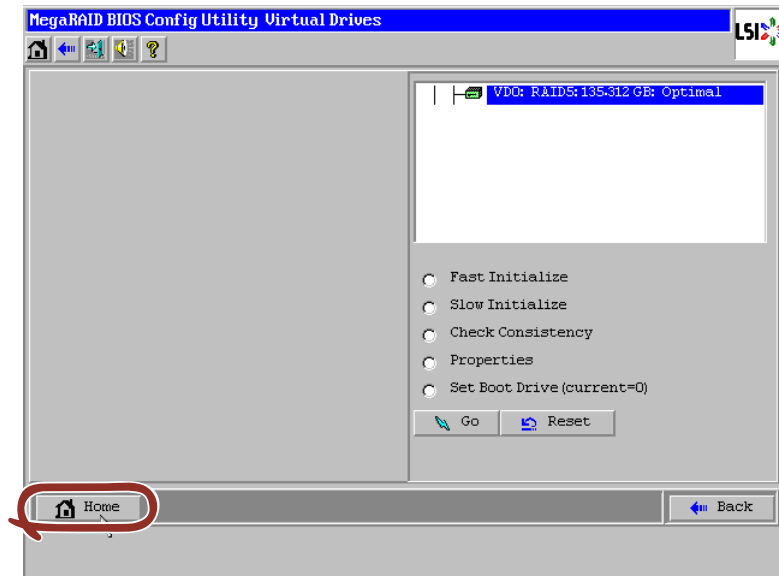 MegaRAID BIOS Config Utility Virtual Drives
LSI
VD0: RAID5: 135.312 GB: Optimal
Fast Initialize
Slow Initialize
Check Consistency
Properties
Set Boot Drive (current=0)
Go Reset
Home Back